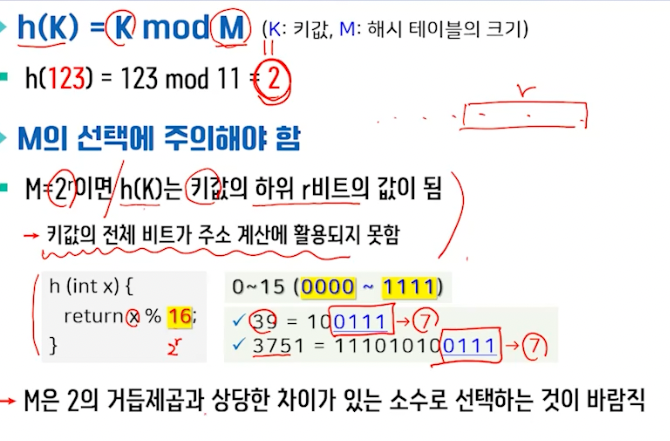 h(K) = K mod M (K: 키값, M: 해시 테이블의 크기)
h(123) = 123 mod 11 = 2
r
M의 선택에 주의해야 함
M=2ʳ이면 h(K)는 키값의 하위 r비트의 값이 됨
→ 키값의 전체 비트가 주소 계산에 활용되지 못함
h (int x) {
return x % 16;
}
2ʳ
0~15 (0000 ~ 1111)
✓ 39 = 100111 → 7
✓ 3751 = 111010100111 → 7
→ M은 2의 거듭제곱과 상당한 차이가 있는 소수로 선택하는 것이 바람직